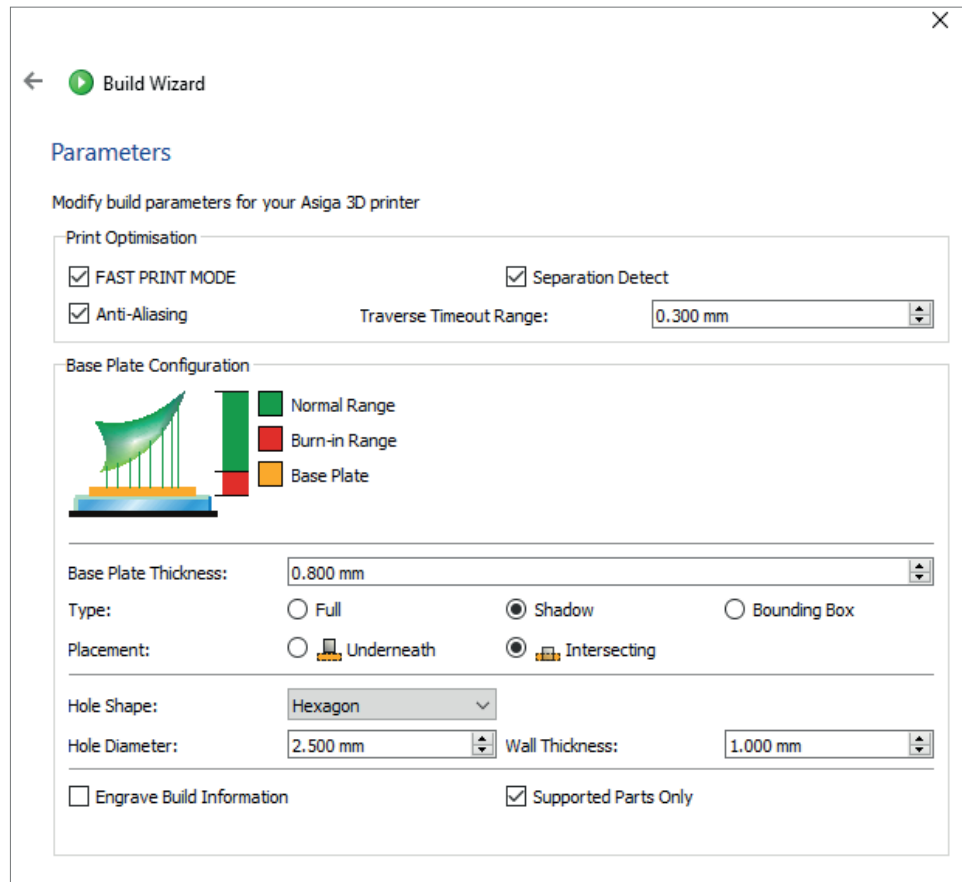 Build Wizard
Parameters
Modify build parameters for your Asiga 3D printer
Print Optimisation
FAST PRINT MODE Separation Detect
Anti-Aliasing Traverse Timeout Range: 0.300 mm
Base Plate Configuration
Normal Range
Burn-in Range
Base Plate
Base Plate Thickness: 0.800 mm
Type: Full Shadow Bounding Box
Placement: Underneath Intersecting
Hole Shape: Hexagon
Hole Diameter: 2.500 mm Wall Thickness: 1.000 mm
Engrave Build Information Supported Parts Only